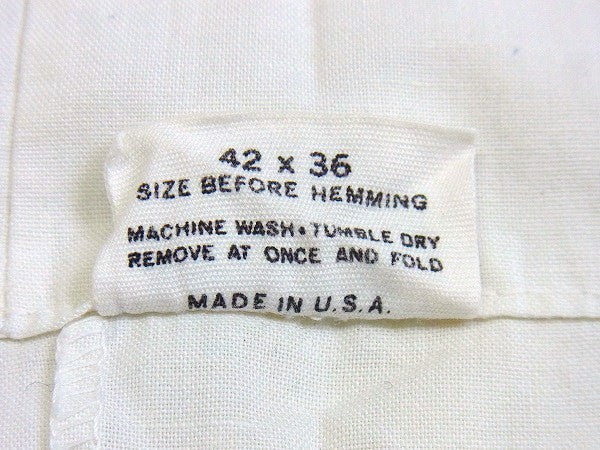 42 x 36
SIZE BEFORE HEMMING
MACHINE WASH • TUMBLE DRY
REMOVE AT ONCE AND FOLD
MADE IN U.S.A.